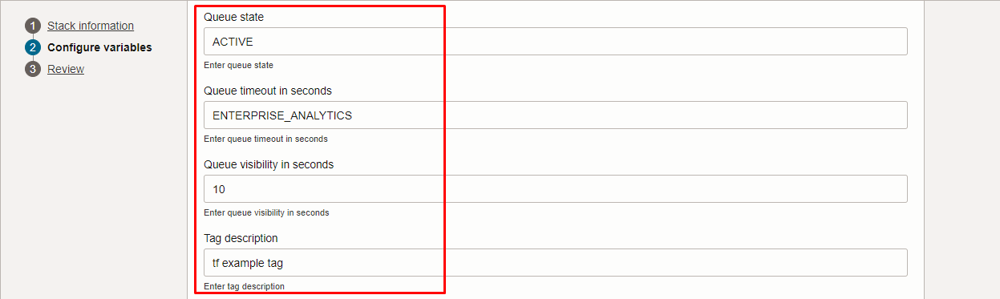 1 Stack information
2 Configure variables
3 Review
Queue state
ACTIVE
Enter queue state
Queue timeout in seconds
ENTERPRISE_ANALYTICS
Enter queue timeout in seconds
Queue visibility in seconds
10
Enter queue visibility in seconds
Tag description
tf example tag
Enter tag description